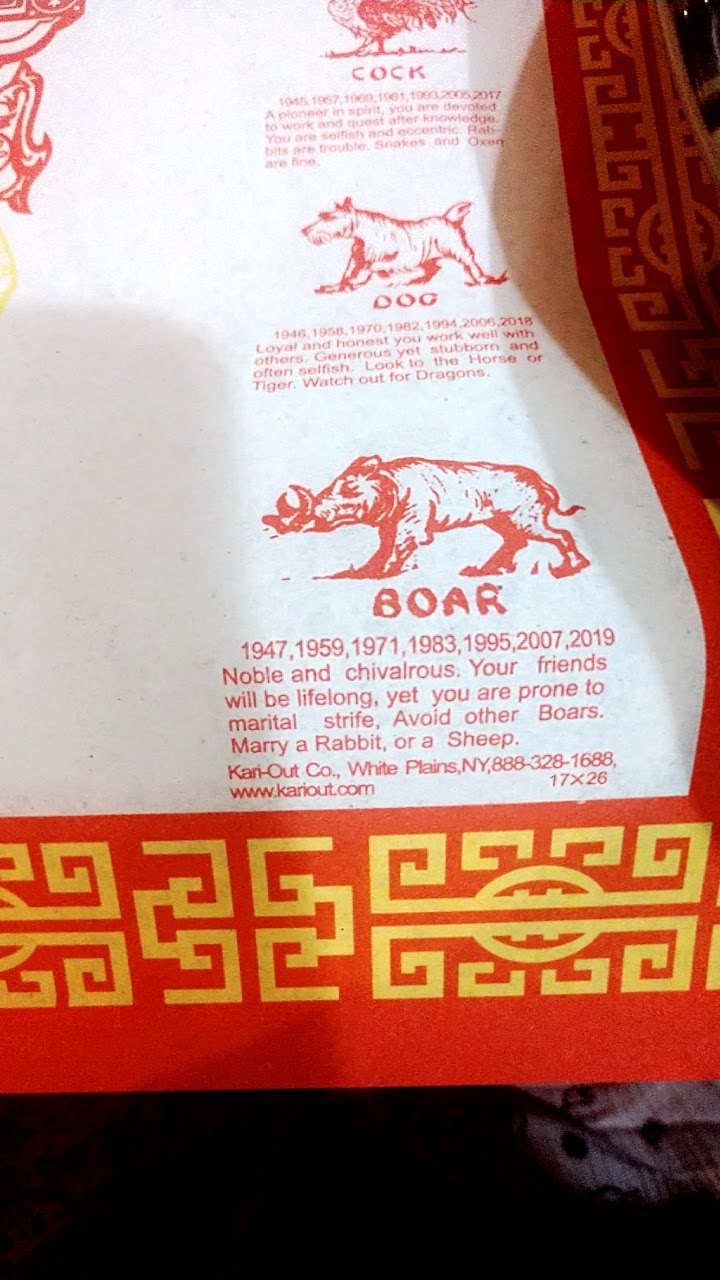 COCK
1945,1957,1969,1981,1993,2005,2017
A pioneer in spirit, you are devoted
to work and quest after knowledge.
You are selfish and eccentric. Rab-
bits are trouble. Snakes and Oxen
are fine.
DOG
1946,1958,1970,1982,1994,2006,2018
Loyal and honest you work well with
others. Generous yet stubborn and
often selfish. Look to the Horse or
Tiger. Watch out for Dragons.
BOAR
1947,1959,1971,1983,1995,2007,2019
Noble and chivalrous. Your friends
will be lifelong, yet you are prone to
marital strife, Avoid other Boars.
Marry a Rabbit, or a Sheep.
Kari-Out Co., White Plains,NY,888-328-1688,
www.kariout.com 17×26